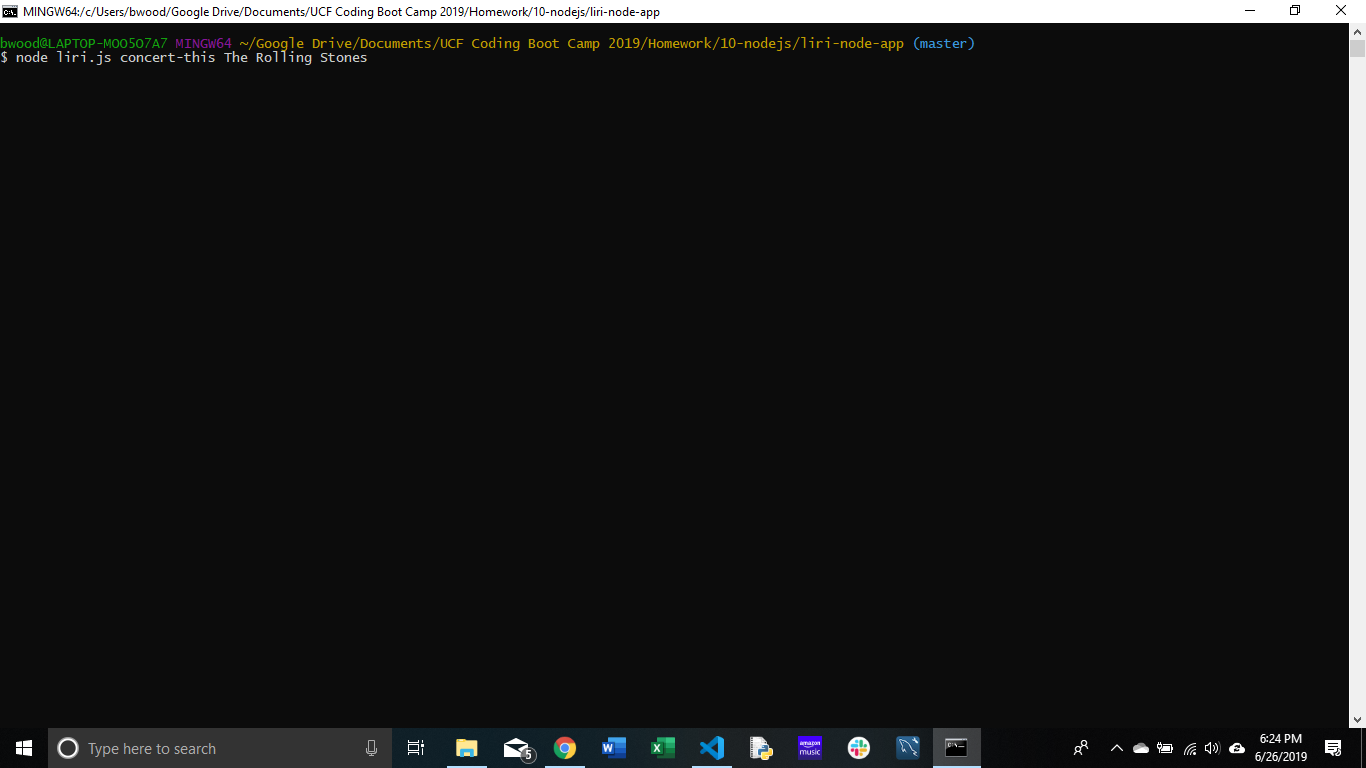 MINGW64:/c/Users/bwood/Google Drive/Documents/UCF Coding Boot Camp 2019/Homework/10-nodejs/liri-node-app
bwood@LAPTOP-MOO5O7A7 MINGW64 ~/Google Drive/Documents/UCF Coding Boot Camp 2019/Homework/10-nodejs/liri-node-app (master)
$ node liri.js concert-this The Rolling Stones
Type here to search
5
amazon
music
6:24 PM
6/26/2019